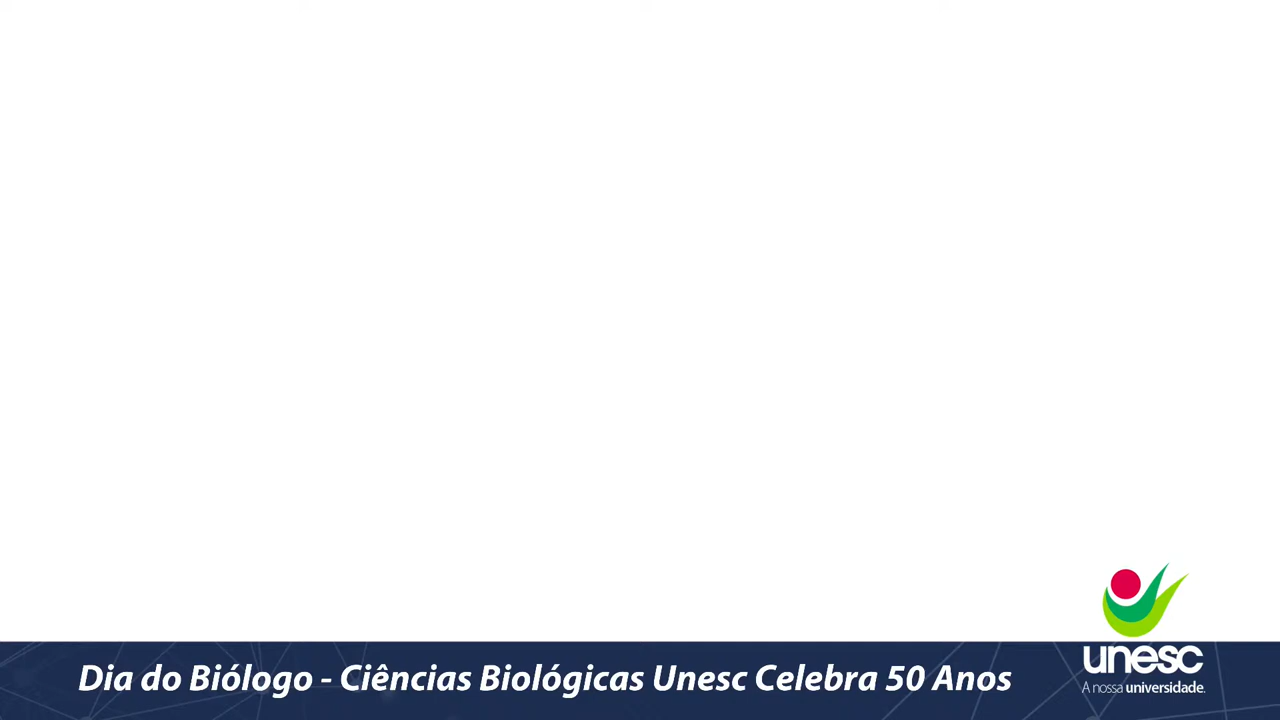 Dia do Biólogo - Ciências Biológicas Unesc Celebra 50 Anos
unesc
A nossa universidade.